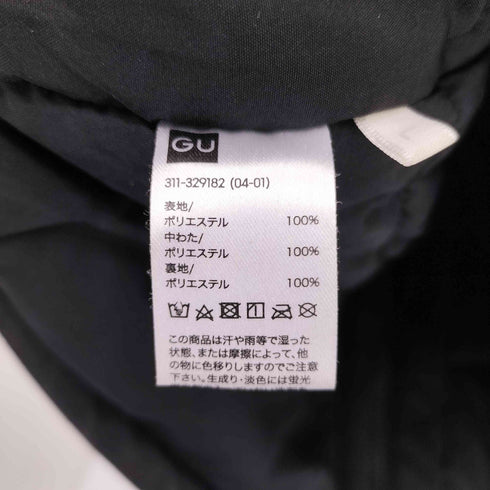 GU
311-329182 (04-01)
表地/
ポリエステル 100%
中わた/
ポリエステル 100%
裏地/
ポリエステル 100%
この商品は汗や雨等で湿った
状態、または摩擦によって、他
の物に色移りしますのでご注意
下さい。生成り・淡色には蛍光